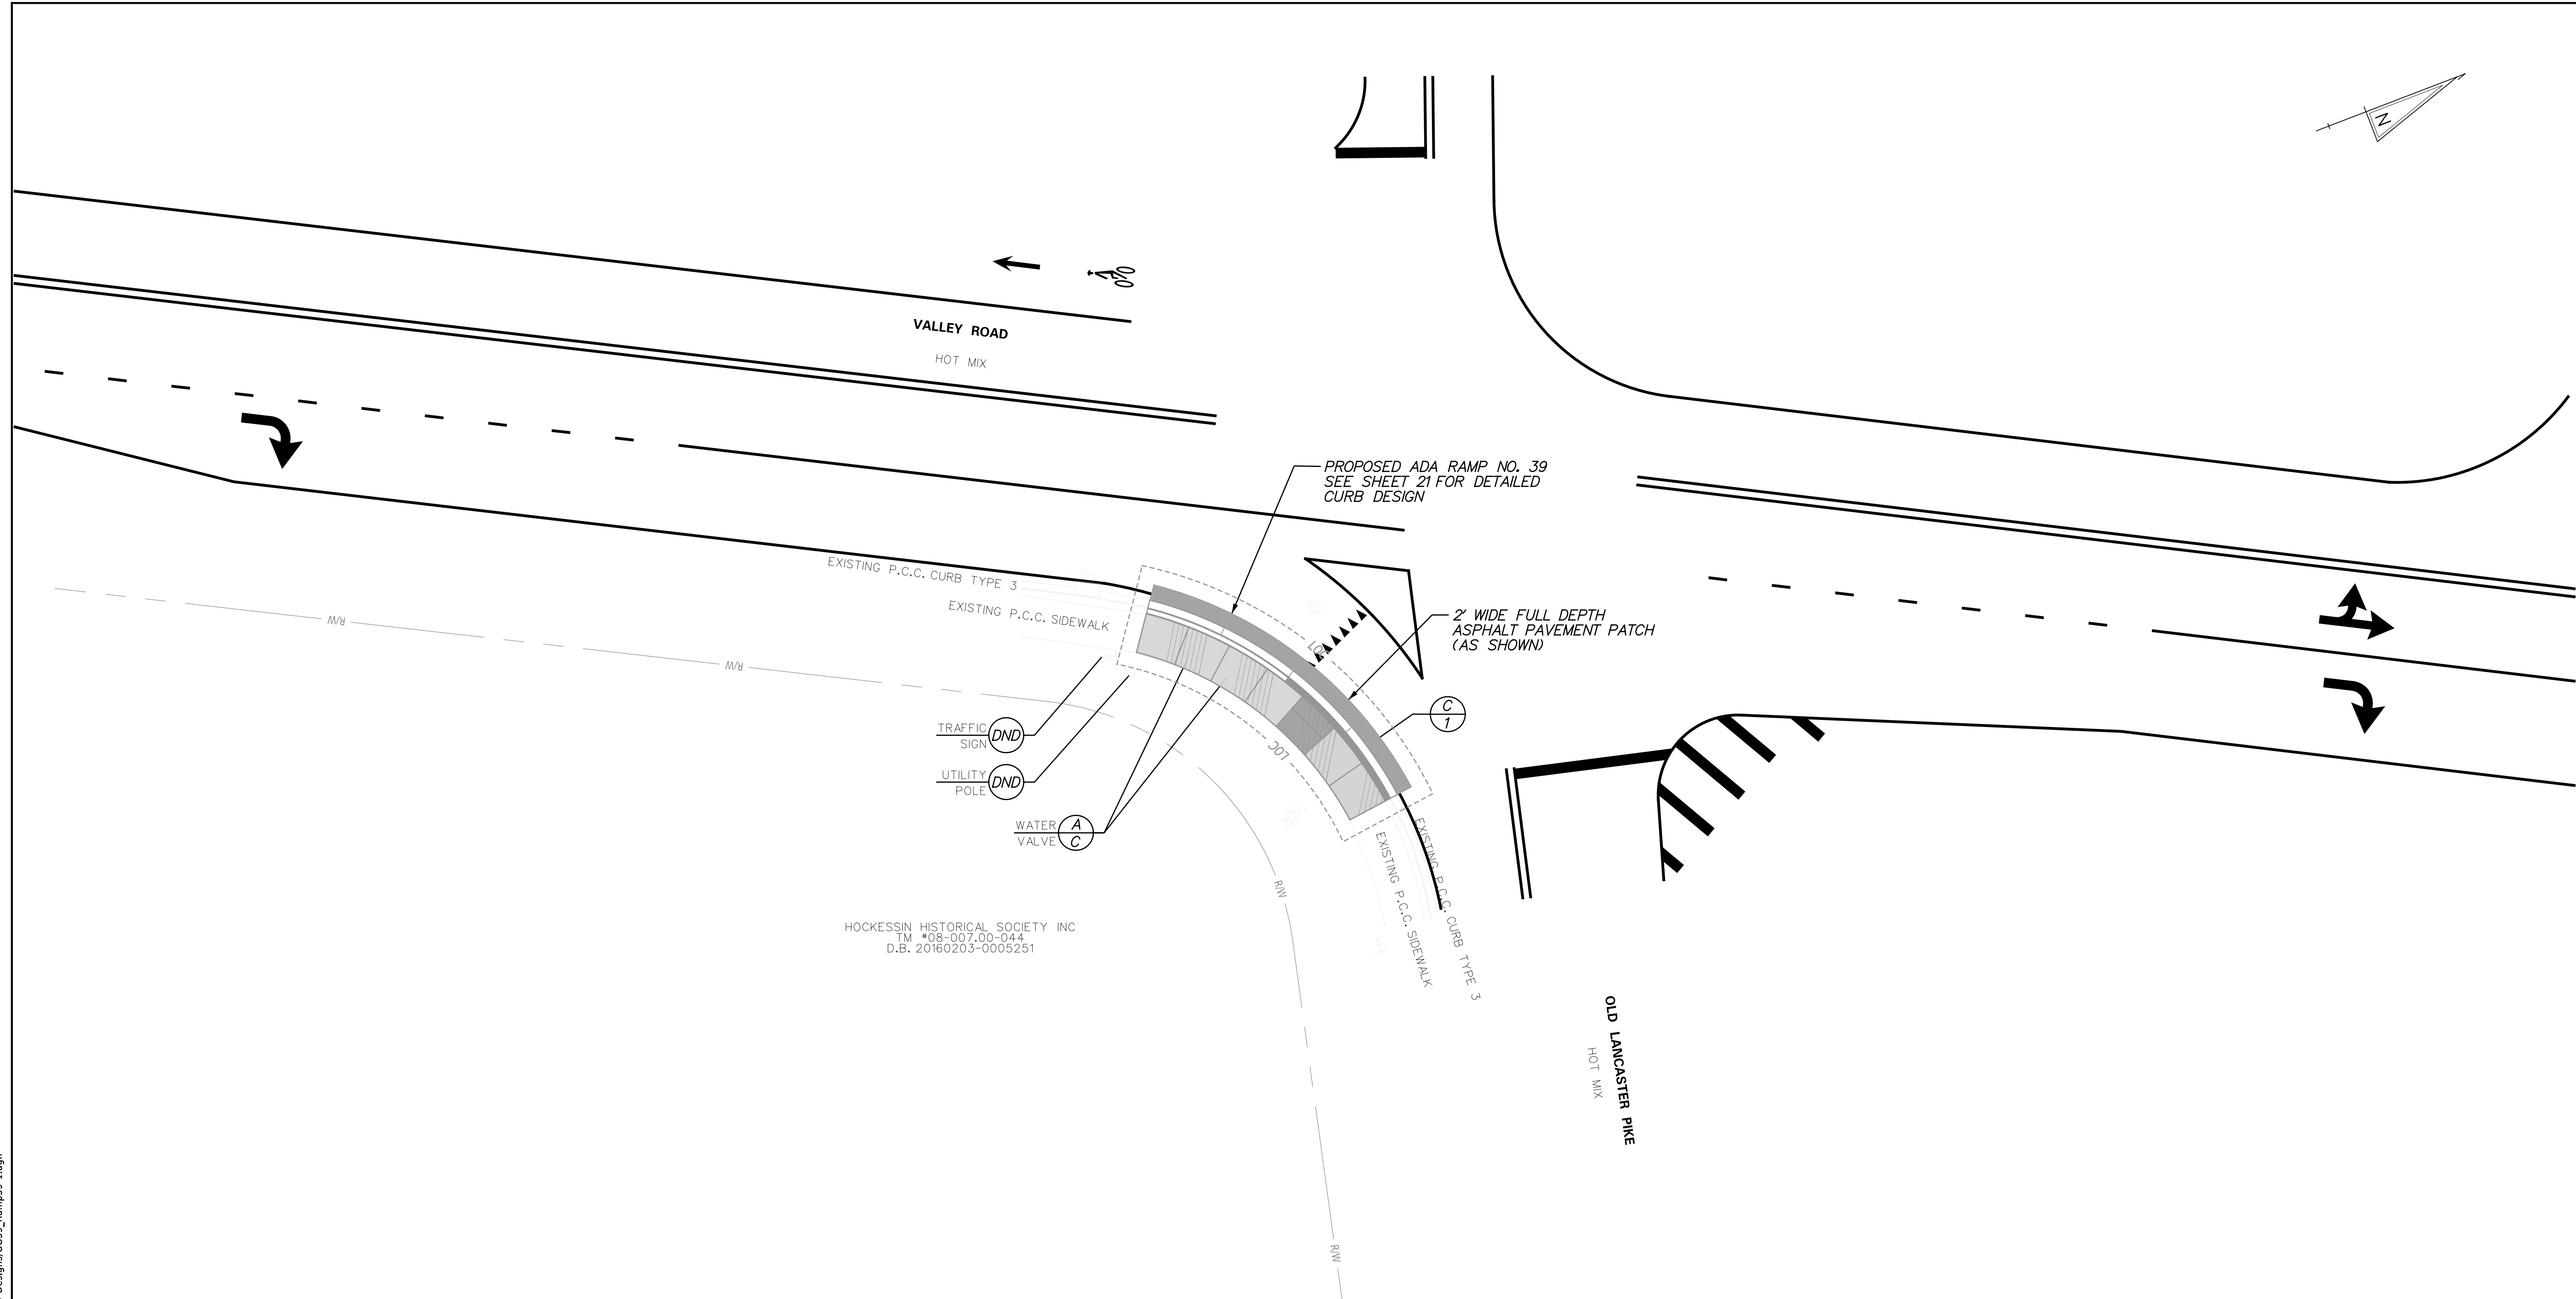 N
VALLEY ROAD
HOT MIX
PROPOSED ADA RAMP NO. 39
SEE SHEET 21 FOR DETAILED
CURB DESIGN
EXISTING P.C.C. CURB TYPE 3
EXISTING P.C.C. SIDEWALK
2' WIDE FULL DEPTH
ASPHALT PAVEMENT PATCH
(AS SHOWN)
R/W
R/W
LOC
LOC
C
1
TRAFFIC
SIGN
DND
UTILITY
POLE
DND
WATER
VALVE
A
C
EXISTING P.C.C. SIDEWALK
EXISTING P.C.C. CURB TYPE 3
R/W
HOCKESSIN HISTORICAL SOCIETY INC
TM #08-007.00-044
D.B. 20160203-0005251
OLD LANCASTER PIKE
HOT MIX
R/W